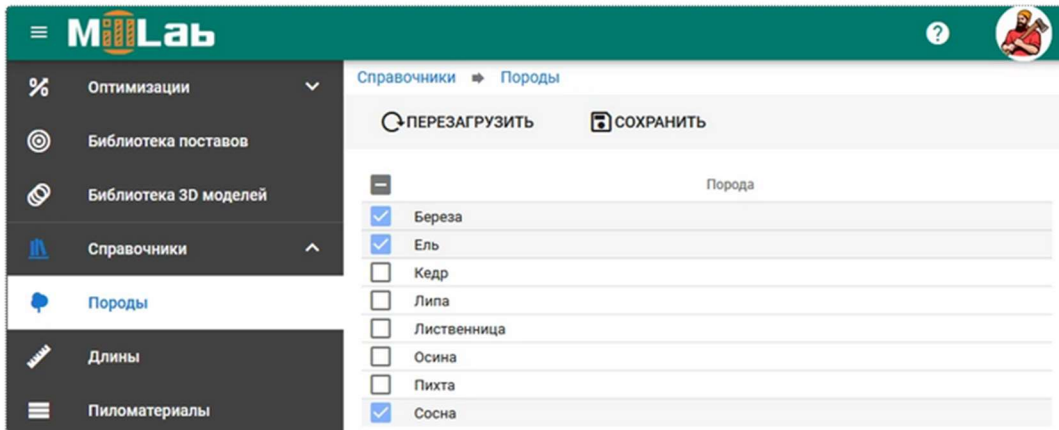 MillLab
?
Оптимизации
Библиотека поставов
Библиотека 3D моделей
Справочники
Породы
Длины
Пиломатериалы
Справочники Породы
ПЕРЕЗАГРУЗИТЬ СОХРАНИТЬ
Порода
Береза
Ель
Кедр
Липа
Лиственница
Осина
Пихта
Сосна